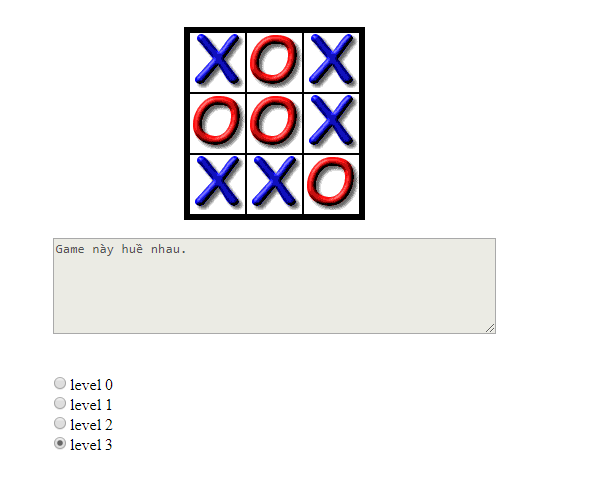 X O X
O O X
X X O
Game này huề nhau.
level 0
level 1
level 2
level 3